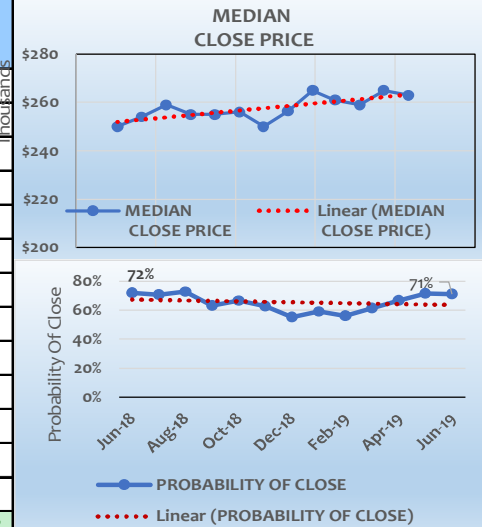 MEDIAN
CLOSE PRICE
Thousands
$280
$260
$240
$220
$200
MEDIAN CLOSE PRICE
Linear (MEDIAN CLOSE PRICE)
Probability Of Close
80%
60%
40%
20%
0%
72%
71%
Jun-18 Aug-18 Oct-18 Dec-18 Feb-19 Apr-19 Jun-19
PROBABILITY OF CLOSE
Linear (PROBABILITY OF CLOSE)